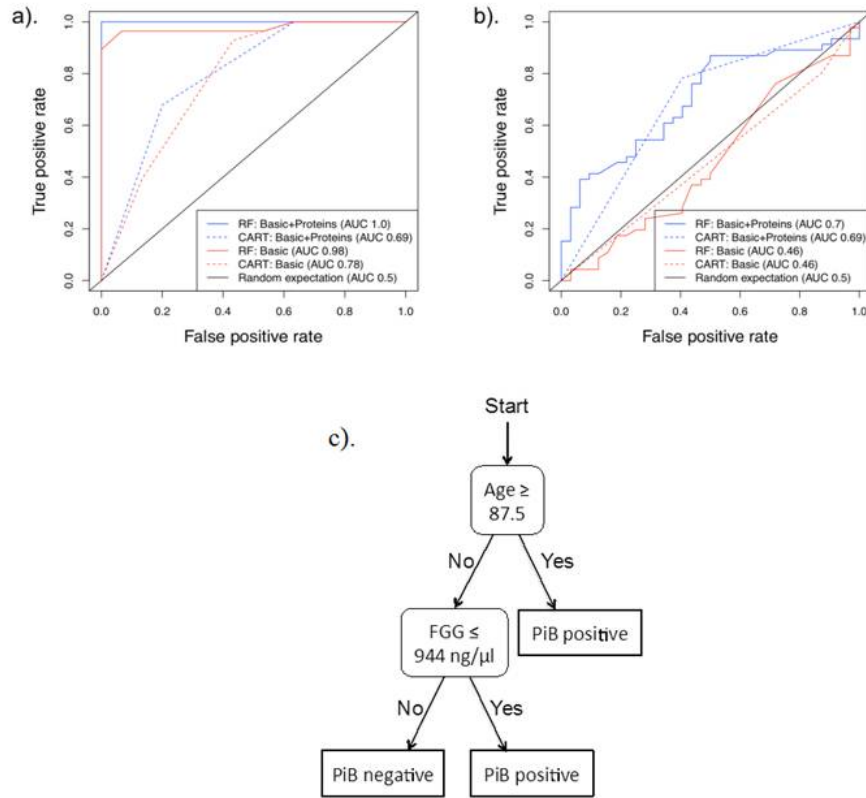 a).
True positive rate
1.0
0.8
0.6
0.4
0.2
0.0
RF: Basic+Proteins (AUC 1.0)
CART: Basic+Proteins (AUC 0.69)
RF: Basic (AUC 0.98)
CART: Basic (AUC 0.78)
Random expectation (AUC 0.5)
0.0 0.2 0.4 0.6 0.8 1.0
False positive rate
b).
True positive rate
1.0
0.8
0.6
0.4
0.2
0.0
RF: Basic+Proteins (AUC 0.7)
CART: Basic+Proteins (AUC 0.69)
RF: Basic (AUC 0.46)
CART: Basic (AUC 0.46)
Random expectation (AUC 0.5)
0.0 0.2 0.4 0.6 0.8 1.0
False positive rate
c).
Start
Age ≥
87.5
No Yes
FGG ≤
944 ng/µl
PiB positive
No Yes
PiB negative PiB positive